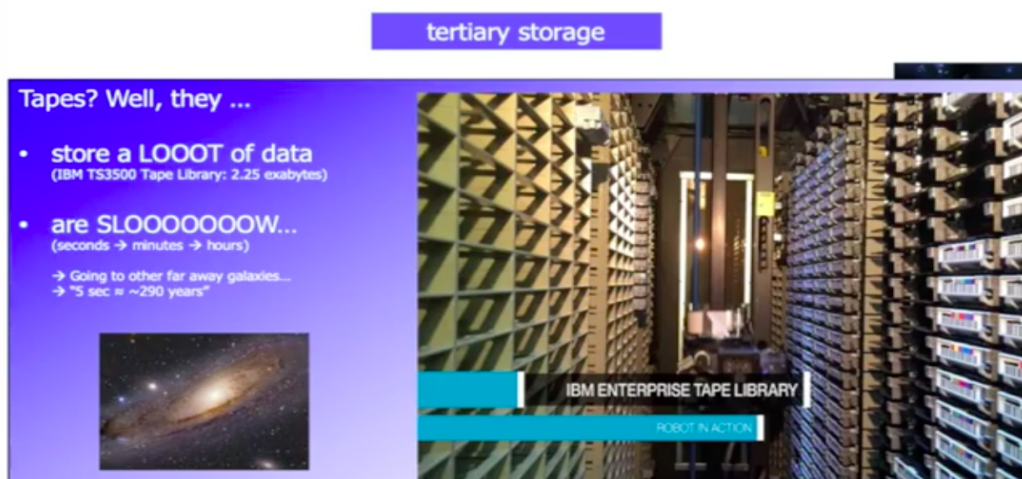 tertiary storage
Tapes? Well, they ...
• store a LOOOT of data
(IBM TS3500 Tape Library: 2.25 exabytes)
• are SLOOOOOOOW...
(seconds → minutes → hours)
→ Going to other far away galaxies...
→ "5 sec ≈ ~290 years"
IBM ENTERPRISE TAPE LIBRARY
ROBOT IN ACTION